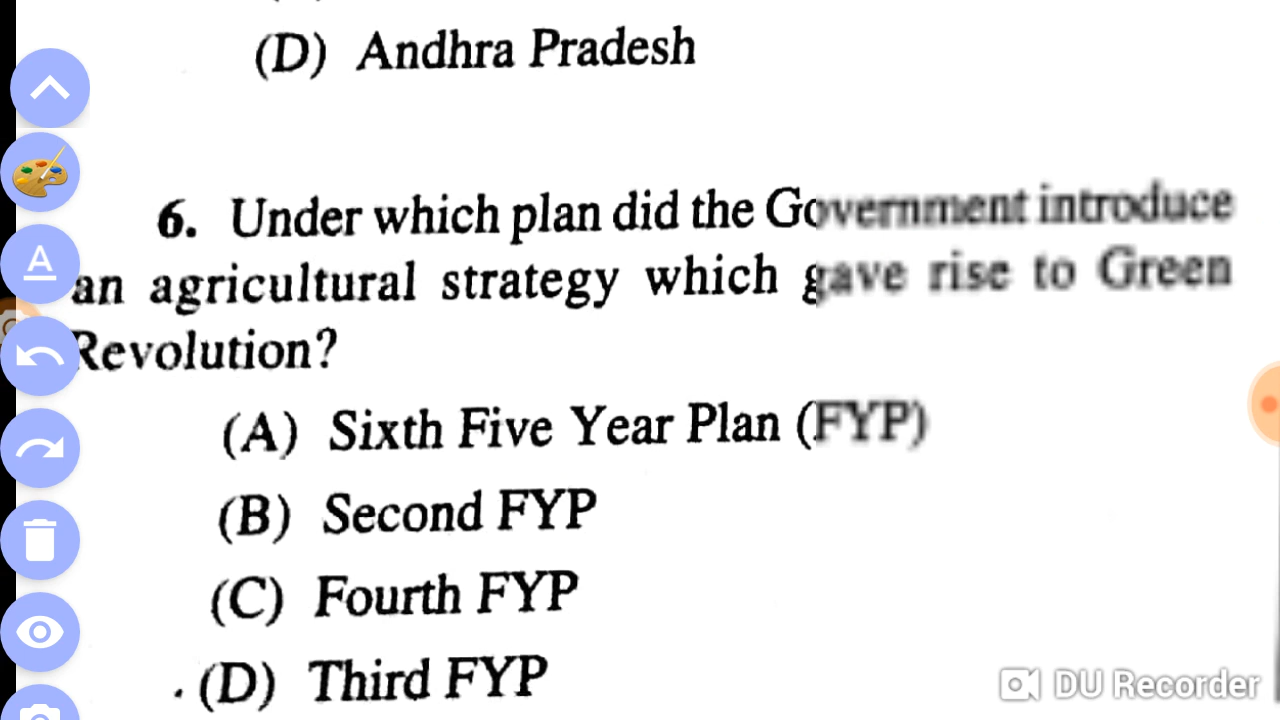 (D) Andhra Pradesh
6. Under which plan did the Government introduce
an agricultural strategy which gave rise to Green
Revolution?
(A) Sixth Five Year Plan (FYP)
(B) Second FYP
(C) Fourth FYP
(D) Third FYP
A
DU Recorder